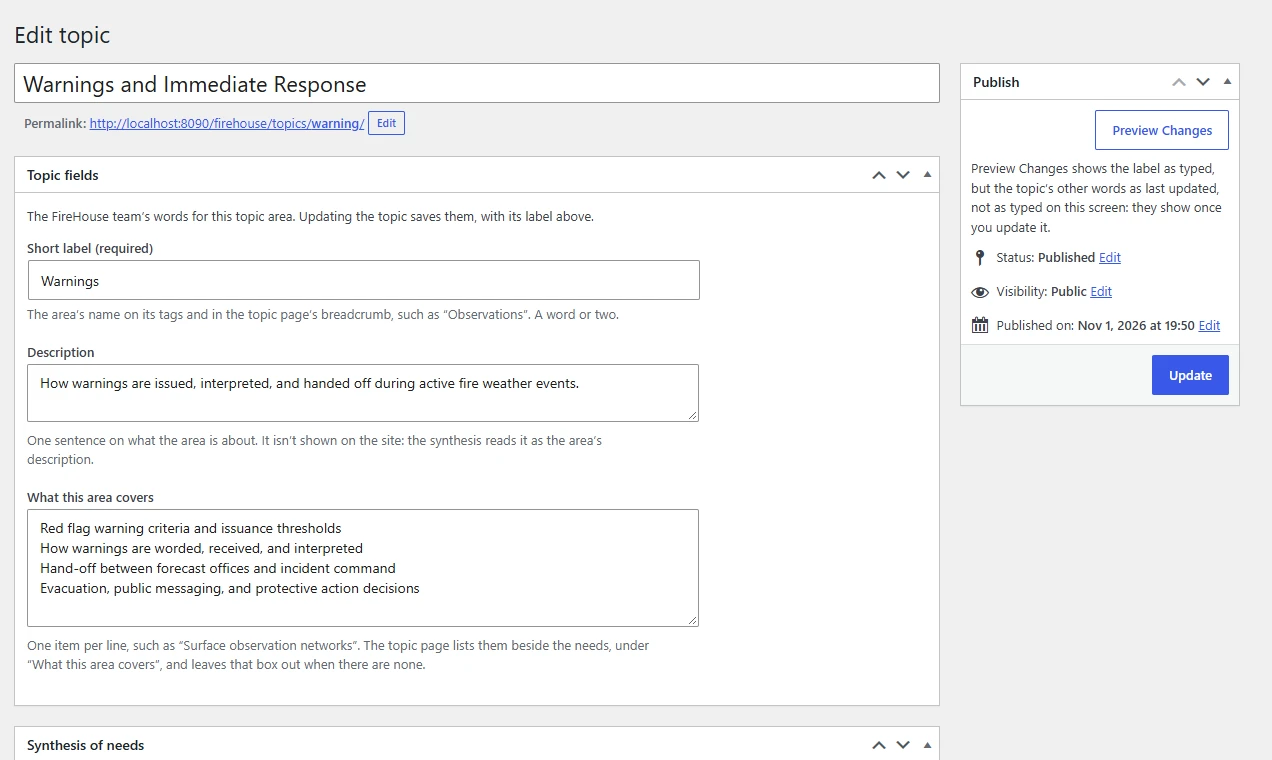 Edit topic
Warnings and Immediate Response
Permalink: http://localhost:8090/firehouse/topics/warning/ Edit
Topic fields
The FireHouse team’s words for this topic area. Updating the topic saves them, with its label above.
Short label (required)
Warnings
The area’s name on its tags and in the topic page’s breadcrumb, such as “Observations”. A word or two.
Description
How warnings are issued, interpreted, and handed off during active fire weather events.
One sentence on what the area is about. It isn’t shown on the site: the synthesis reads it as the area’s
description.
What this area covers
Red flag warning criteria and issuance thresholds
How warnings are worded, received, and interpreted
Hand-off between forecast offices and incident command
Evacuation, public messaging, and protective action decisions
One item per line, such as “Surface observation networks”. The topic page lists them beside the needs, under
“What this area covers”, and leaves that box out when there are none.
Synthesis of needs
Publish
Preview Changes
Preview Changes shows the label as typed,
but the topic’s other words as last updated,
not as typed on this screen: they show once
you update it.
Status: Published Edit
Visibility: Public Edit
Published on: Nov 1, 2026 at 19:50 Edit
Update